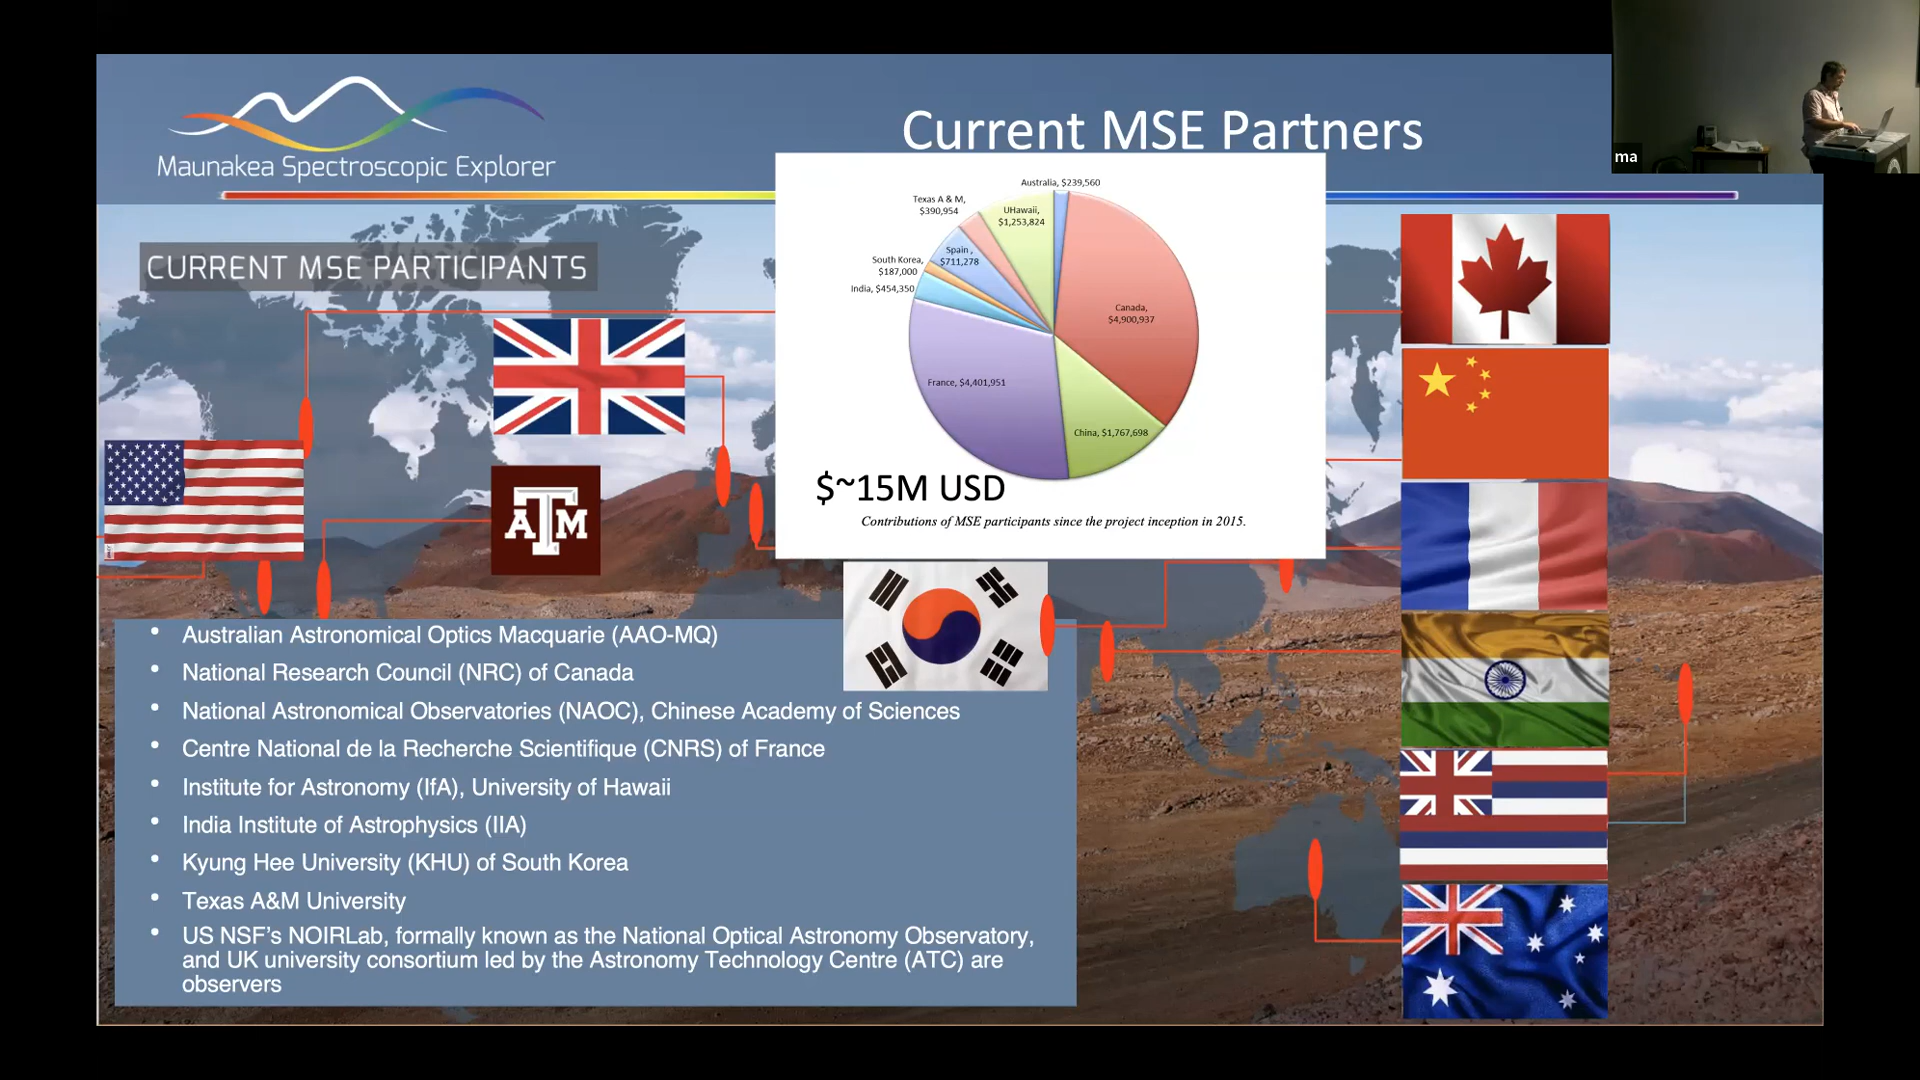 Maunakea Spectroscopic Explorer
Current MSE Partners
ma
CURRENT MSE PARTICIPANTS
Australia, $239,560
Texas A & M,
$390,954
UHawaii,
$1,253,824
Spain ,
$711,278
South Korea,
$187,000
India, $454,350
Canada,
$4,900,937
France, $4,401,951
China, $1,767,698
$~15M USD
Contributions of MSE participants since the project inception in 2015.
ATM
• Australian Astronomical Optics Macquarie (AAO-MQ)
• National Research Council (NRC) of Canada
• National Astronomical Observatories (NAOC), Chinese Academy of Sciences
• Centre National de la Recherche Scientifique (CNRS) of France
• Institute for Astronomy (IfA), University of Hawaii
• India Institute of Astrophysics (IIA)
• Kyung Hee University (KHU) of South Korea
• Texas A&M University
• US NSF's NOIRLab, formally known as the National Optical Astronomy Observatory,
and UK university consortium led by the Astronomy Technology Centre (ATC) are
observers